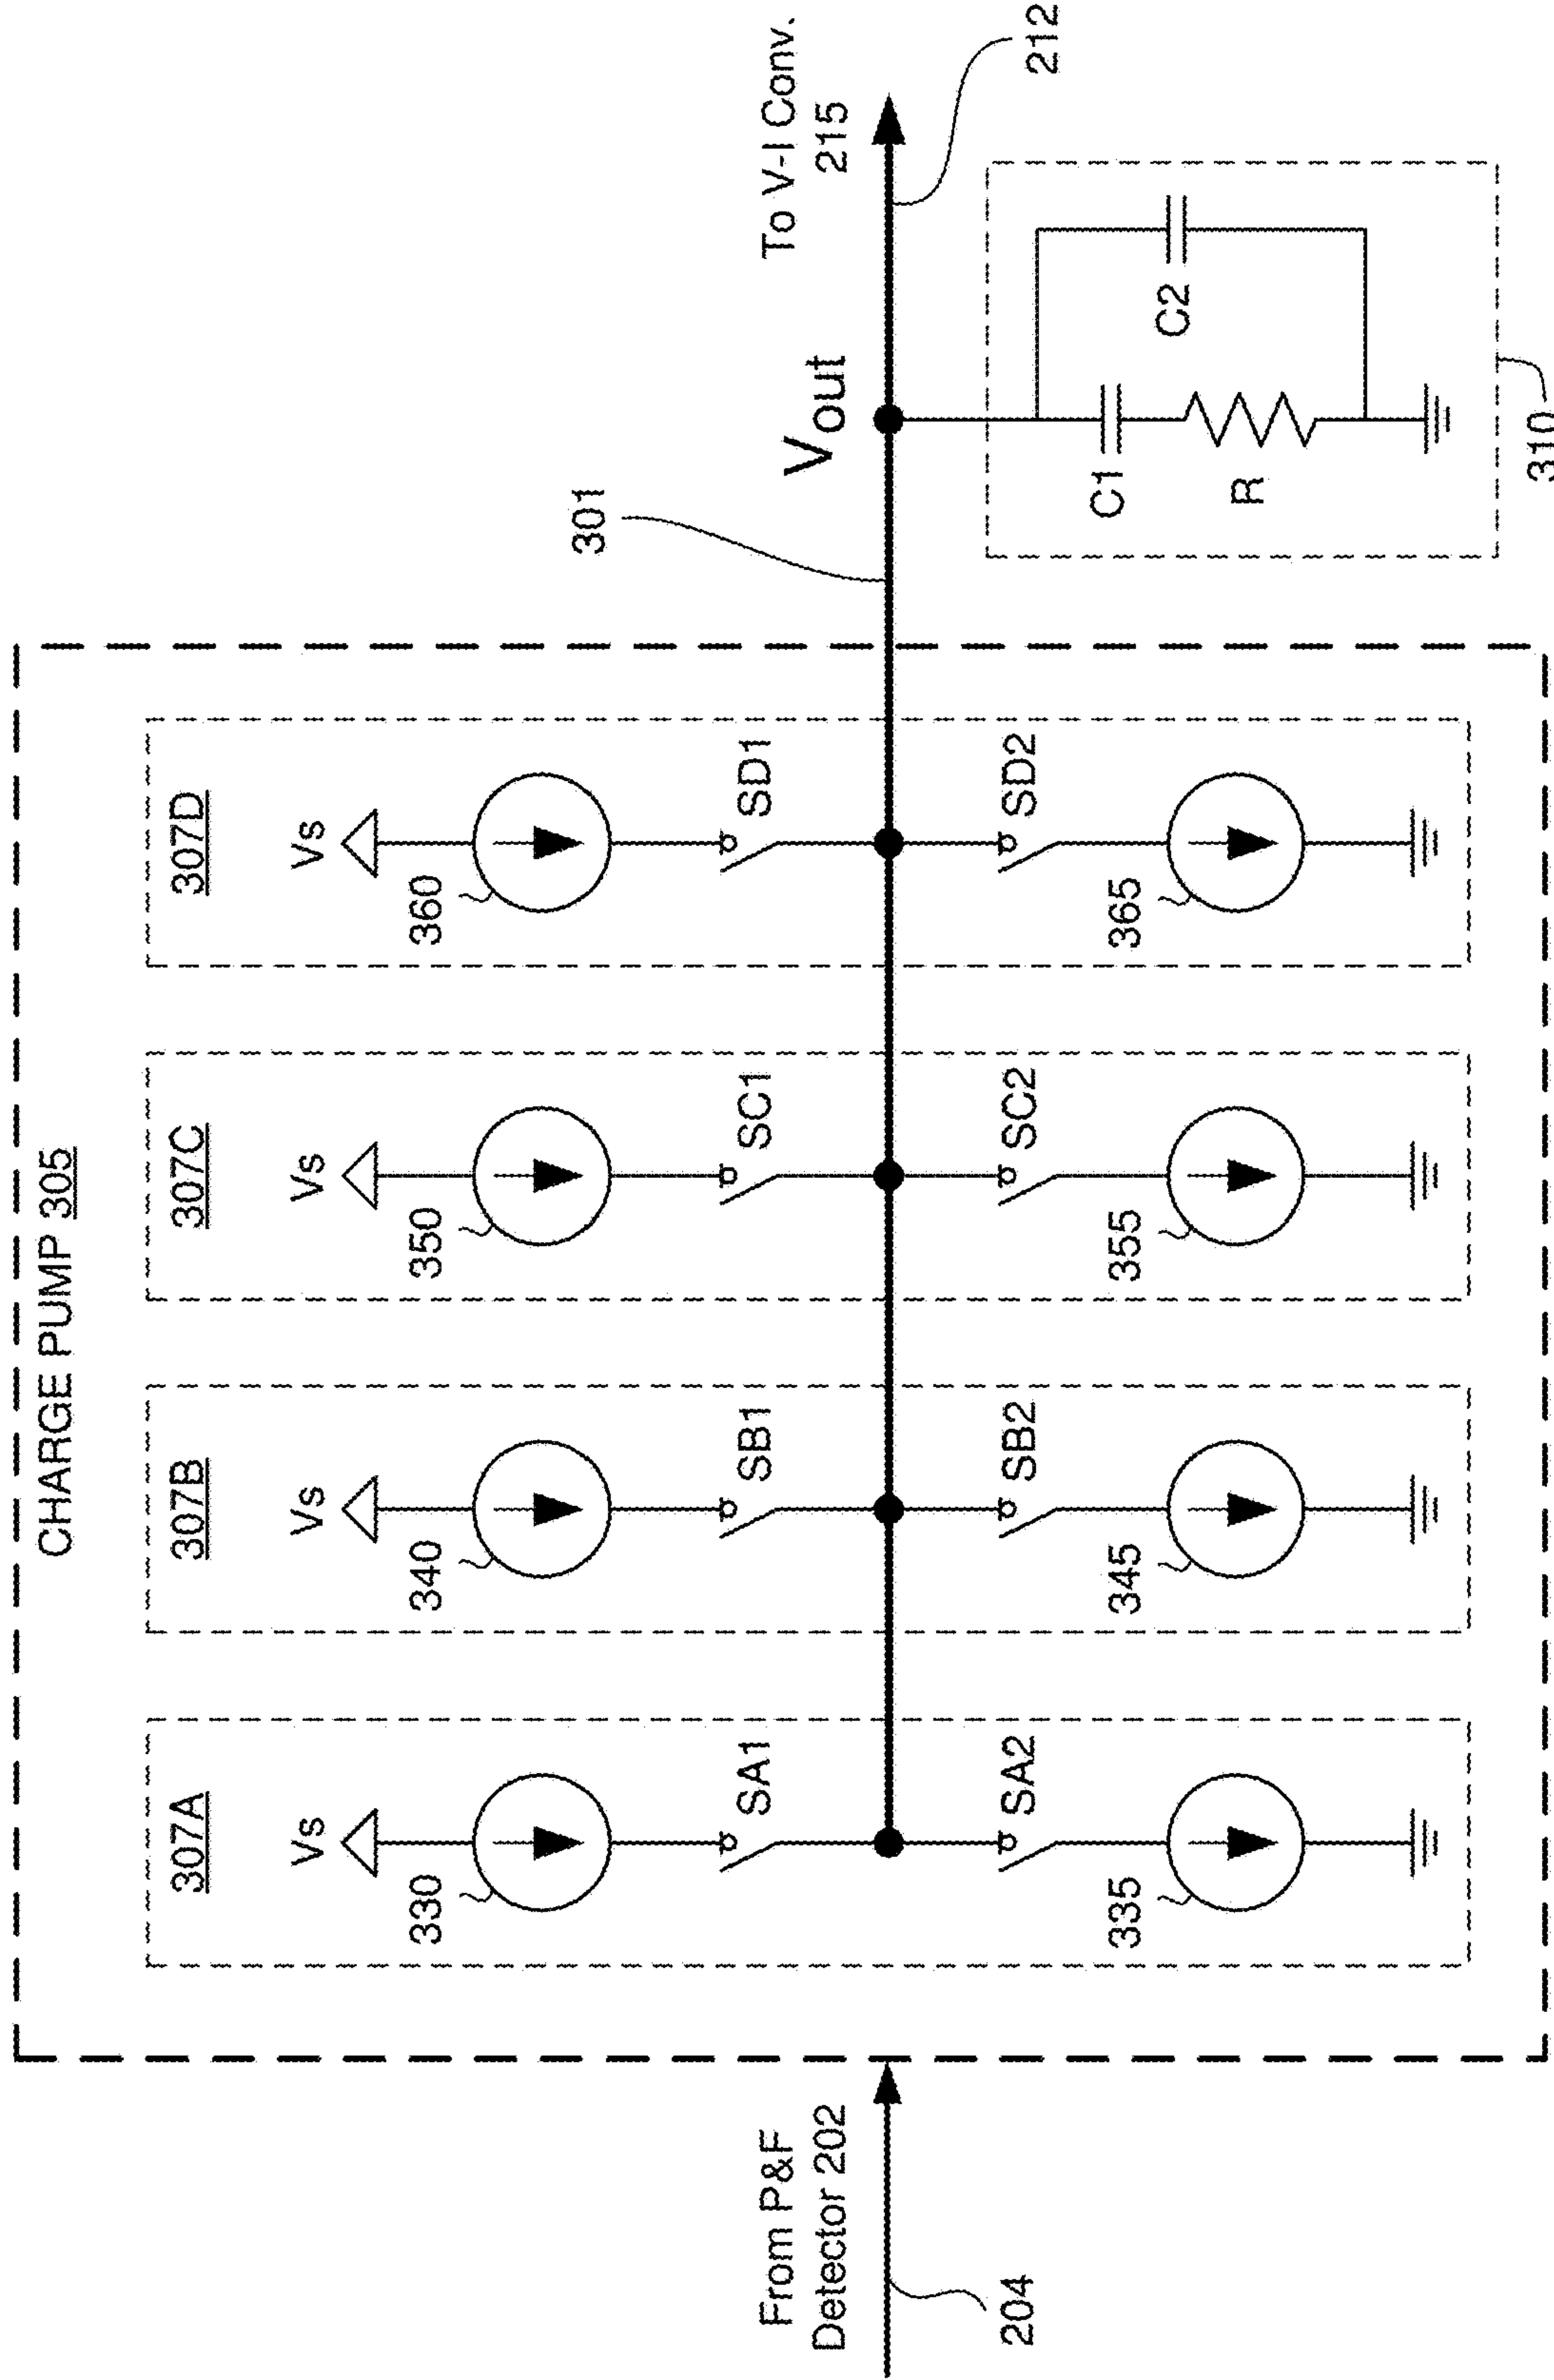 CHARGE PUMP 305
307A
307B
307C
307D
Vs
Vs
Vs
Vs
330
340
350
360
SA1
SB1
SC1
SD1
SA2
SB2
SC2
SD2
335
345
355
365
From P&F
Detector 202
204
301
Vout
To V-I Conv.
215
212
C1
C2
R
310